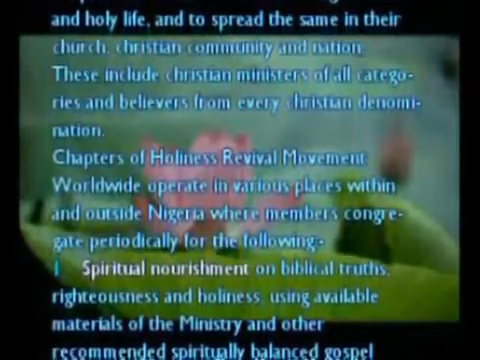 and holy life, and to spread the same in their
church, christian community and nation.
These include christian ministers of all catego-
ries and believers from every christian denomi-
nation.
Chapters of Holiness Revival Movement
Worldwide operate in various places within
and outside Nigeria where members congre-
gate periodically for the following:-
i Spiritual nourishment on biblical truths,
righteousness and holiness, using available
materials of the Ministry and other
recommended spiritually balanced gospel